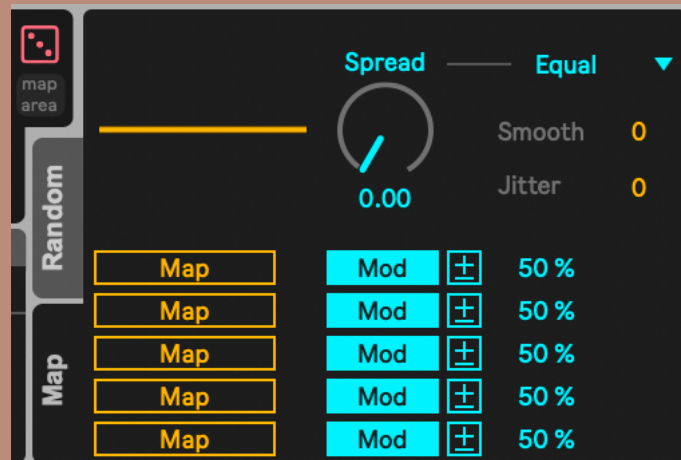 map
area
Random
Map
Spread
Equal
0.00
Smooth 0
Jitter 0
Map Mod ± 50 %
Map Mod ± 50 %
Map Mod ± 50 %
Map Mod ± 50 %
Map Mod ± 50 %